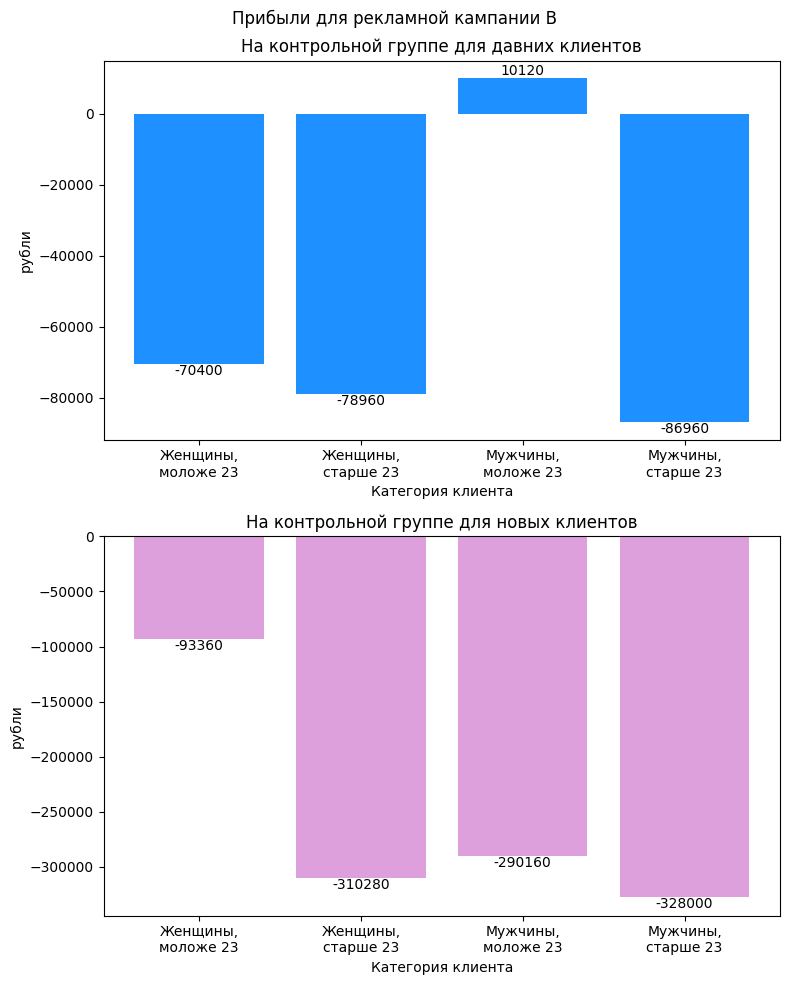 Прибыли для рекламной кампании B
На контрольной группе для давних клиентов
10120
0
−20000
−40000
−60000
−80000
рубли
-70400
-78960
-86960
Женщины,
моложе 23
Женщины,
старше 23
Мужчины,
моложе 23
Мужчины,
старше 23
Категория клиента
На контрольной группе для новых клиентов
0
−50000
−100000
−150000
−200000
−250000
−300000
рубли
-93360
-310280
-290160
-328000
Женщины,
моложе 23
Женщины,
старше 23
Мужчины,
моложе 23
Мужчины,
старше 23
Категория клиента